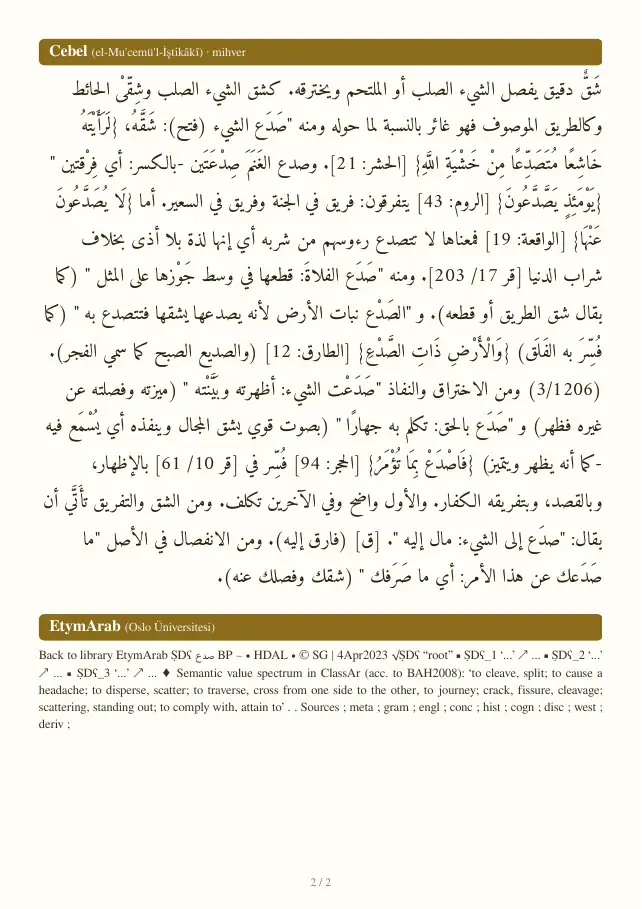 Cebel (el-Mu'cemü'l-İştikâkî) · mihver
شَقٌّ دقيق يفصل الشيء الصلب أو الملتحم ويخترقه. كشق الشيء الصلب وشِقّىْ الحائط
وكالطريق الموصوف فهو غائر بالنسبة لما حوله ومنه "صَدَع الشيء (فتح): شَقَّهُ، {لَرَأَيْتَهُ
خَاشِعًا مُتَصَدِّعًا مِنْ خَشْيَةِ اللَّهِ} [الحشر: 21]. وصدع الغَنَمَ صِدْعَتَين -بالكسر: أي فِرْقتين "
{يَوْمَئِذٍ يَصَّدَّعُونَ} [الروم: 43] يتفرقون: فريق في الجنة وفريق في السعير. أما {لَا يُصَدَّعُونَ
عَنْهَا} [الواقعة: 19] فمعناها لا تتصدع رءوسهم من شربه أي إنها لذة بلا أذى بخلاف
شراب الدنيا [قر 17/ 203]. ومنه "صَدَع الفلاةَ: قطعها في وسط جَوْزها على المثل " (كما
يقال شق الطريق أو قطعه). و "الصَدْع نبات الأرض لأنه يصدعها يشقها فتتصدع به " (كما
فُسِّرَ به الفَلَق) {وَالْأَرْضِ ذَاتِ الصَّدْعِ} [الطارق: 12] (والصديع الصبح كما سمي الفجر).
(3/1206) ومن الاختراق والنفاذ "صَدَعْت الشيء: أظهرته وبَيَّنْته " (ميزته وفصلته عن
غيره فظهر) و "صَدَع بالحق: تكلم به جهارًا " (بصوت قوي يشق المجال وينفذه أي يُسْمَع فيه
-كما أنه يظهر ويتميز) {فَاصْدَعْ بِمَا تُؤْمَرُ} [الحجر: 94] فُسِّر في [قر 10/ 61] بالإظهار،
وبالقصد، وبتفريقه الكفار. والأول واضح وفي الآخرين تكلف. ومن الشق والتفريق تأَتَّي أن
يقال: "صدَع إلى الشيء: مال إليه ". [ق] (فارق إليه). ومن الانفصال في الأصل "ما
صَدَعك عن هذا الأمر: أي ما صَرَفك " (شقك وفصلك عنه).
EtymArab (Oslo Üniversitesi)
Back to library EtymArab ṢDʕ صدع BP – • HDAL • © SG | 4Apr2023 √ṢDʕ “root” ▪ ṢDʕ_1 ‘...’ ↗ ... ▪ ṢDʕ_2 ‘...’
↗ ... ▪ ṢDʕ_3 ‘...’ ↗ ... ♦ Semantic value spectrum in ClassAr (acc. to BAH2008): ‘to cleave, split; to cause a
headache; to disperse, scatter; to traverse, cross from one side to the other, to journey; crack, fissure, cleavage;
scattering, standing out; to comply with, attain to’ . . Sources ; meta ; gram ; engl ; conc ; hist ; cogn ; disc ; west ;
deriv ;
2 / 2